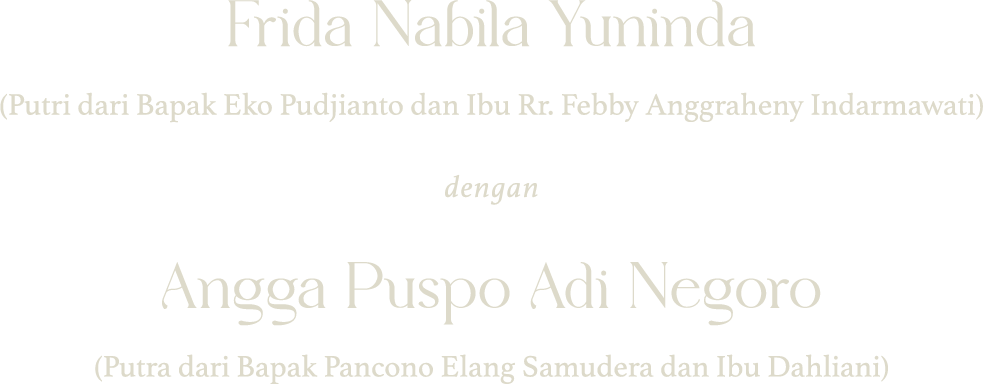 Frida Nabila Yuninda
(Putri dari Bapak Eko Pudjianto dan Ibu Rr. Febby Anggraheny Indarmawati)
dengan
Angga Puspo Adi Negoro
(Putra dari Bapak Pancono Elang Samudera dan Ibu Dahliani)